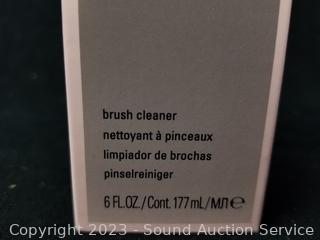 brush cleaner
nettoyant à pinceaux
limpiador de brochas
pinselreiniger
6 FL.OZ./Cont. 177 mL/МЛ℮
Copyright 2023 - Sound Auction Service